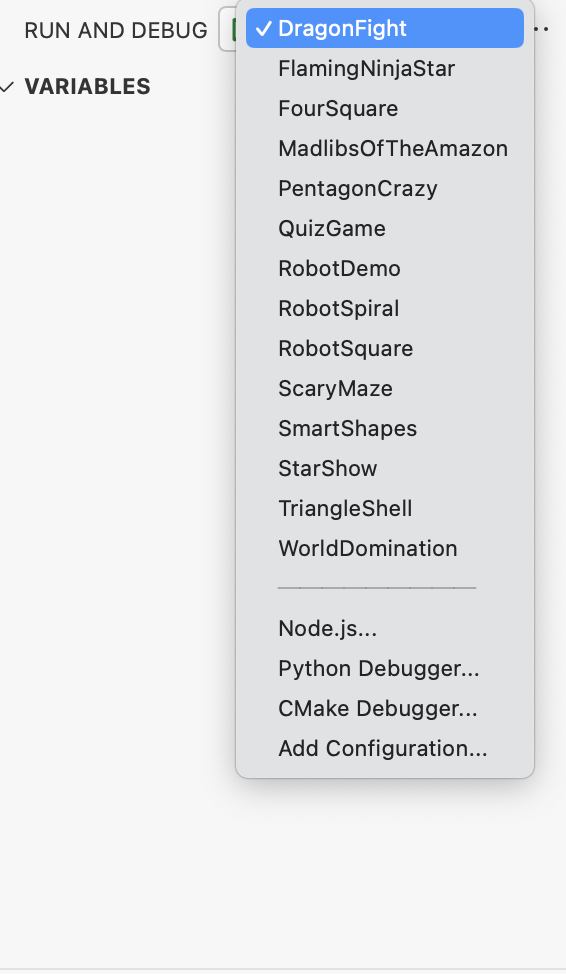 RUN AND DEBUG
✓ DragonFight
VARIABLES
FlamingNinjaStar
FourSquare
MadlibsOfTheAmazon
PentagonCrazy
QuizGame
RobotDemo
RobotSpiral
RobotSquare
ScaryMaze
SmartShapes
StarShow
TriangleShell
WorldDomination
Node.js...
Python Debugger...
CMake Debugger...
Add Configuration...